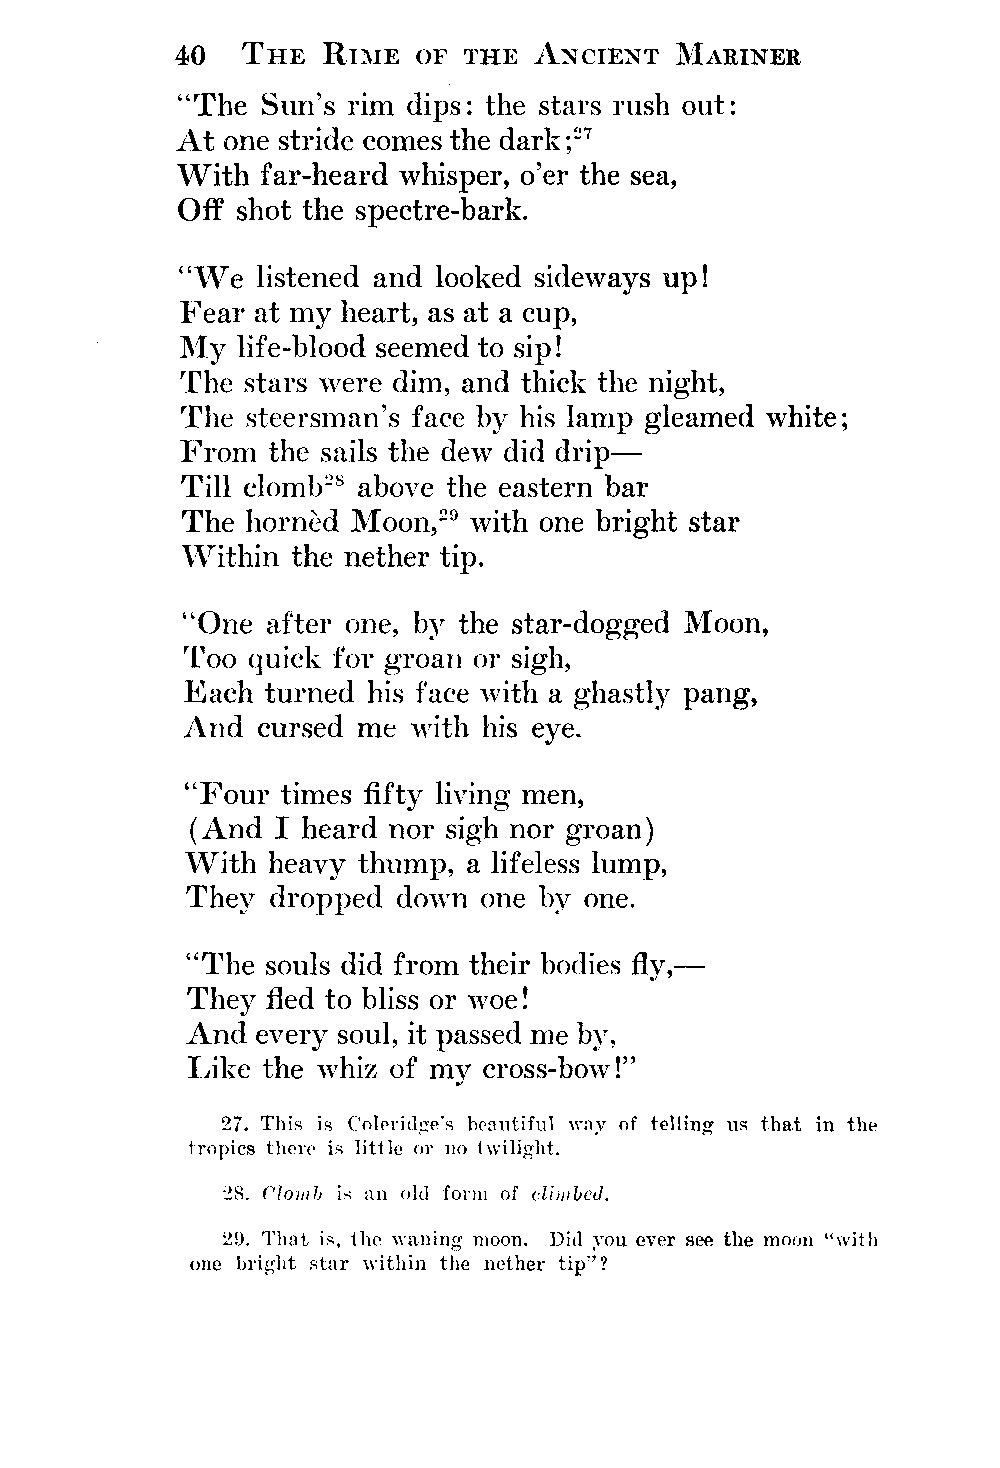 40 THE RIME OF THE ANCIENT MARINER
“The Sun’s rim dips: the stars rush out:
At one stride comes the dark;27
With far-heard whisper, o’er the sea,
Off shot the spectre-bark.
“We listened and looked sideways up!
Fear at my heart, as at a cup,
My life-blood seemed to sip!
The stars were dim, and thick the night,
The steersman’s face by his lamp gleamed white;
From the sails the dew did drip—
Till clomb28 above the eastern bar
The hornèd Moon,29 with one bright star
Within the nether tip.
“One after one, by the star-dogged Moon,
Too quick for groan or sigh,
Each turned his face with a ghastly pang,
And cursed me with his eye.
“Four times fifty living men,
(And I heard nor sigh nor groan)
With heavy thump, a lifeless lump,
They dropped down one by one.
“The souls did from their bodies fly,—
They fled to bliss or woe!
And every soul, it passed me by,
Like the whiz of my cross-bow!”
27. This is Coleridge’s beautiful way of telling us that in the
tropics there is little or no twilight.
28. Clomb is an old form of climbed.
29. That is, the waning moon. Did you ever see the moon “with
one bright star within the nether tip”?